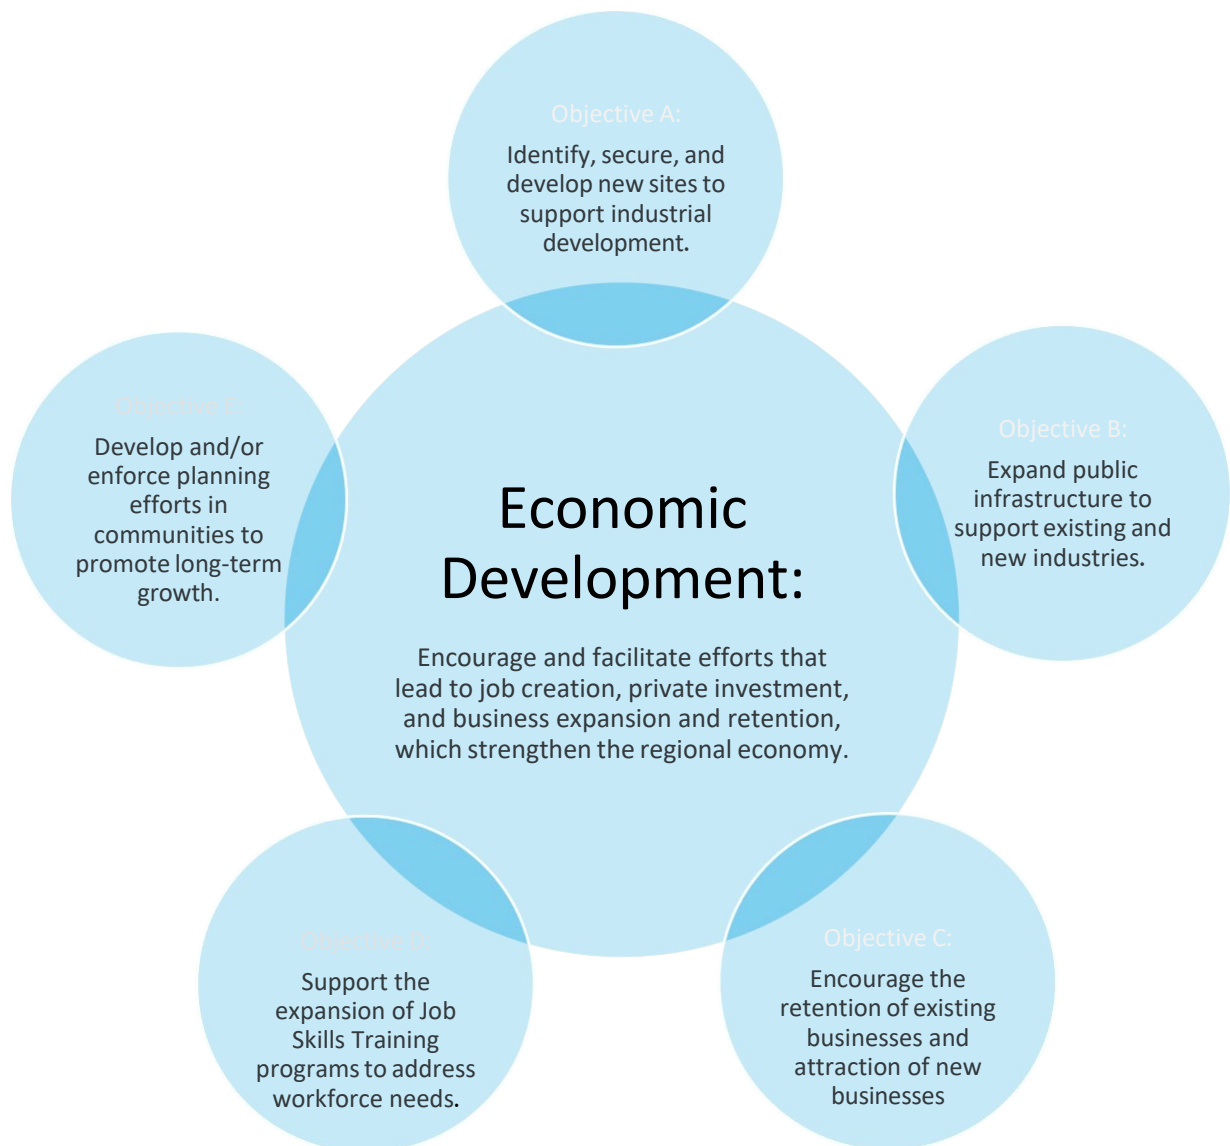 Objective A:
Identify, secure, and
develop new sites to
support industrial
development.
Objective B:
Expand public
infrastructure to
support existing and
new industries.
Objective C:
Encourage the
retention of existing
businesses and
attraction of new
businesses
Objective D:
Support the
expansion of Job
Skills Training
programs to address
workforce needs.
Objective E:
Develop and/or
enforce planning
efforts in
communities to
promote long-term
growth.
Economic
Development:
Encourage and facilitate efforts that
lead to job creation, private investment,
and business expansion and retention,
which strengthen the regional economy.